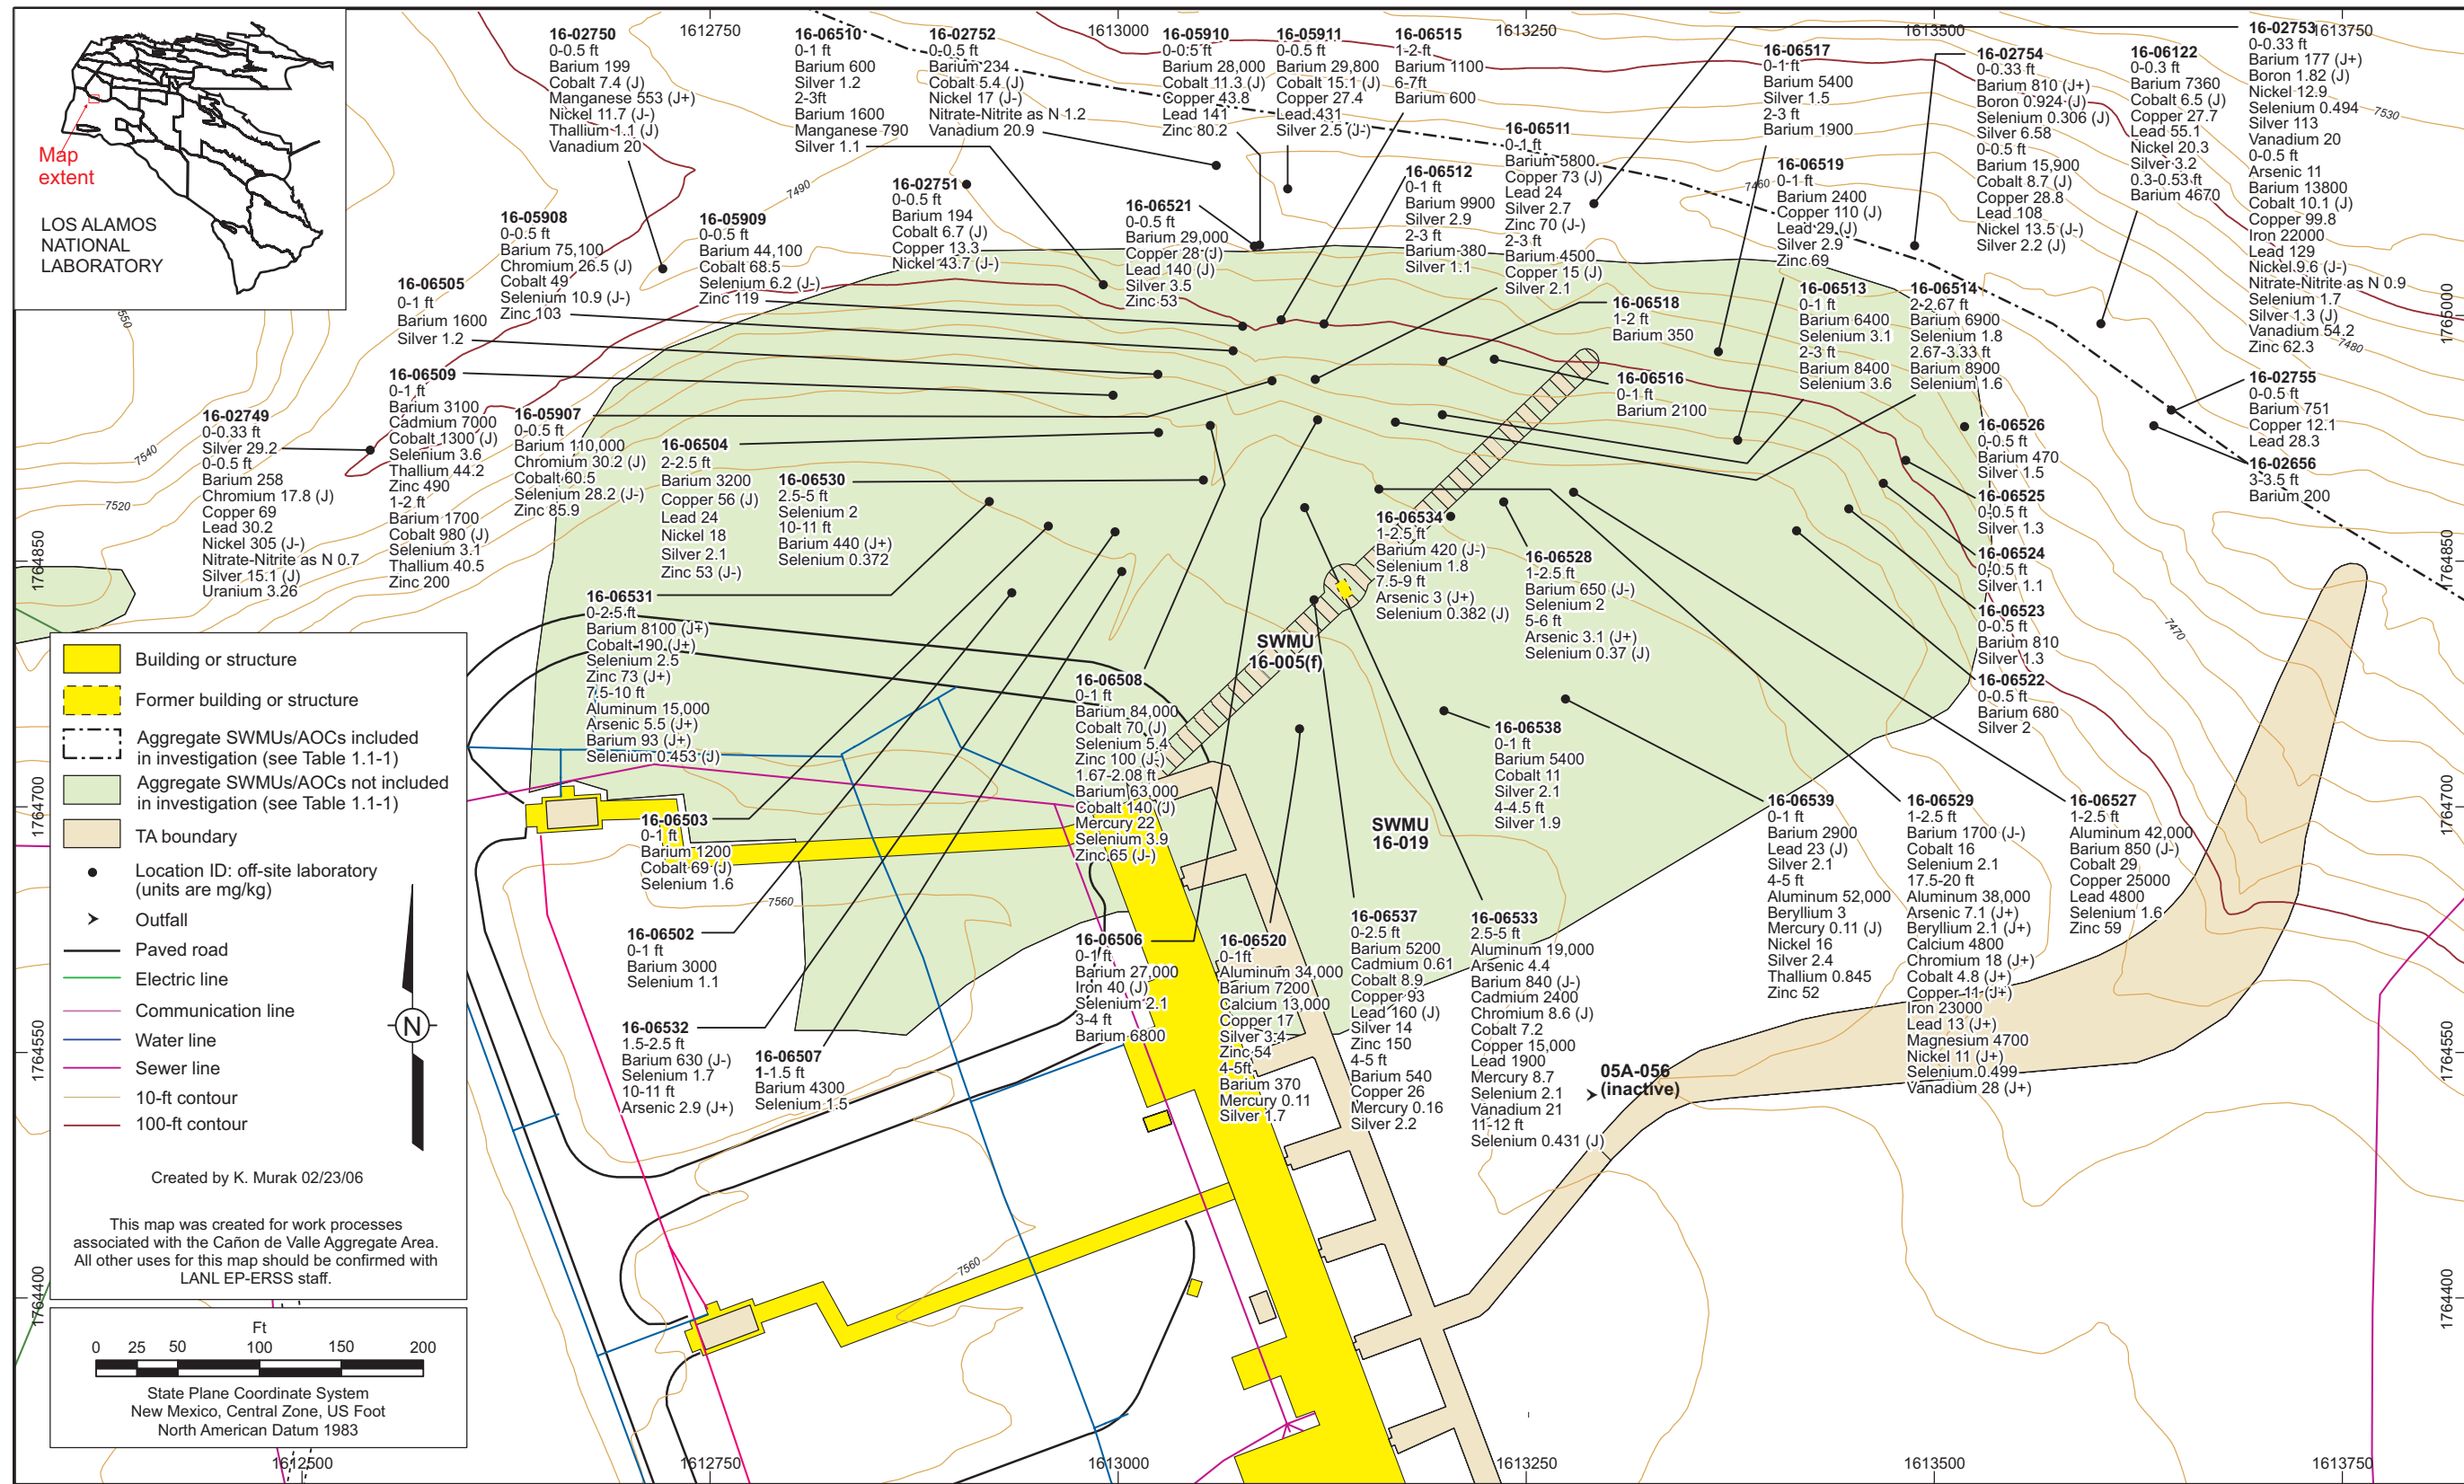 Map
extent
LOS ALAMOS
NATIONAL
LABORATORY
1612750
1613000
1613250
1613500
1613750
16-02750
0-0.5 ft
Barium 199
Cobalt 7.4 (J)
Manganese 553 (J+)
Nickel 11.7 (J-)
Thallium 1.1 (J)
Vanadium 20
16-06510
0-1 ft
Barium 600
Silver 1.2
2-3ft
Barium 1600
Manganese 790
Silver 1.1
16-02752
0-0.5 ft
Barium 234
Cobalt 5.4 (J)
Nickel 17 (J-)
Nitrate-Nitrite as N 1.2
Vanadium 20.9
16-05910
0-0.5 ft
Barium 28,000
Cobalt 11.3 (J)
Copper 43.8
Lead 141
Zinc 80.2
16-05911
0-0.5 ft
Barium 29,800
Cobalt 15.1 (J)
Copper 27.4
Lead 431
Silver 2.5 (J-)
16-06515
1-2-ft
Barium 1100
6-7ft
Barium 600
16-06517
0-1 ft
Barium 5400
Silver 1.5
2-3 ft
Barium 1900
16-02754
0-0.33 ft
Barium 810 (J+)
Boron 0.924 (J)
Selenium 0.306 (J)
Silver 6.58
0-0.5 ft
Barium 15,900
Cobalt 8.7 (J)
Copper 28.8
Lead 108
Nickel 13.5 (J-)
Silver 2.2 (J)
16-06122
0-0.3 ft
Barium 7360
Cobalt 6.5 (J)
Copper 27.7
Lead 55.1
Nickel 20.3
Silver 3.2
0.3-0.53 ft
Barium 4670
16-02753
0-0.33 ft
Barium 177 (J+)
Boron 1.82 (J)
Nickel 12.9
Selenium 0.494
Silver 113
Vanadium 20
0-0.5 ft
Arsenic 11
Barium 13800
Cobalt 10.1 (J)
Copper 99.8
Iron 22000
Lead 129
Nickel 9.6 (J-)
Nitrate-Nitrite as N 0.9
Selenium 1.7
Silver 1.3 (J)
Vanadium 54.2
Zinc 62.3
16-06511
0-1 ft
Barium 5800
Copper 73 (J)
Lead 24
Silver 2.7
Zinc 70 (J-)
2-3 ft
Barium 4500
Copper 15 (J)
Silver 2.1
16-06512
0-1 ft
Barium 9900
Silver 2.9
2-3 ft
Barium 380
Silver 1.1
16-06519
0-1 ft
Barium 2400
Copper 110 (J)
Lead 29 (J)
Silver 2.9
Zinc 69
16-02751
0-0.5 ft
Barium 194
Cobalt 6.7 (J)
Copper 13.3
Nickel 43.7 (J-)
16-06521
0-0.5 ft
Barium 29,000
Copper 28 (J)
Lead 140 (J)
Silver 3.5
Zinc 53
16-05908
0-0.5 ft
Barium 75,100
Chromium 26.5 (J)
Cobalt 49
Selenium 10.9 (J-)
Zinc 103
16-05909
0-0.5 ft
Barium 44,100
Cobalt 68.5
Selenium 6.2 (J-)
Zinc 119
16-06505
0-1 ft
Barium 1600
Silver 1.2
16-06518
1-2 ft
Barium 350
16-06513
0-1 ft
Barium 6400
Selenium 3.1
2-3 ft
Barium 8400
Selenium 3.6
16-06514
2-2.67 ft
Barium 6900
Selenium 1.8
2.67-3.33 ft
Barium 8900
Selenium 1.6
16-06516
0-1 ft
Barium 2100
16-02755
0-0.5 ft
Barium 751
Copper 12.1
Lead 28.3
16-02656
3-3.5 ft
Barium 200
16-06509
0-1 ft
Barium 3100
Cadmium 7000
Cobalt 1300 (J)
Selenium 3.6
Thallium 44.2
Zinc 490
1-2 ft
Barium 1700
Cobalt 980 (J)
Selenium 3.1
Thallium 40.5
Zinc 200
16-02749
0-0.33 ft
Silver 29.2
0-0.5 ft
Barium 258
Chromium 17.8 (J)
Copper 69
Lead 30.2
Nickel 305 (J-)
Nitrate-Nitrite as N 0.7
Silver 15.1 (J)
Uranium 3.26
16-05907
0-0.5 ft
Barium 110,000
Chromium 30.2 (J)
Cobalt 60.5
Selenium 28.2 (J-)
Zinc 85.9
16-06504
2-2.5 ft
Barium 3200
Copper 56 (J)
Lead 24
Nickel 18
Silver 2.1
Zinc 53 (J-)
16-06530
2.5-5 ft
Selenium 2
10-11 ft
Barium 440 (J+)
Selenium 0.372
16-06534
1-2.5 ft
Barium 420 (J-)
Selenium 1.8
7.5-9 ft
Arsenic 3 (J+)
Selenium 0.382 (J)
16-06528
1-2.5 ft
Barium 650 (J-)
Selenium 2
5-6 ft
Arsenic 3.1 (J+)
Selenium 0.37 (J)
16-06526
0-0.5 ft
Barium 470
Silver 1.5
16-06525
0-0.5 ft
Silver 1.3
16-06524
0-0.5 ft
Silver 1.1
16-06523
0-0.5 ft
Barium 810
Silver 1.3
16-06522
0-0.5 ft
Barium 680
Silver 2
16-06531
0-2.5 ft
Barium 8100 (J+)
Cobalt 190 (J+)
Selenium 2.5
Zinc 73 (J+)
7.5-10 ft
Aluminum 15,000
Arsenic 5.5 (J+)
Barium 93 (J+)
Selenium 0.453 (J)
SWMU
16-005(f)
16-06508
0-1 ft
Barium 84,000
Cobalt 70 (J)
Selenium 5.4
Zinc 100 (J-)
1.67-2.08 ft
Barium 63,000
Cobalt 140 (J)
Mercury 22
Selenium 3.9
Zinc 65 (J-)
16-06538
0-1 ft
Barium 5400
Cobalt 11
Silver 2.1
4-4.5 ft
Silver 1.9
SWMU
16-019
16-06503
0-1 ft
Barium 1200
Cobalt 69 (J)
Selenium 1.6
16-06502
0-1 ft
Barium 3000
Selenium 1.1
16-06532
1.5-2.5 ft
Barium 630 (J-)
Selenium 1.7
10-11 ft
Arsenic 2.9 (J+)
16-06507
1-1.5 ft
Barium 4300
Selenium 1.5
16-06506
0-1 ft
Barium 27,000
Iron 40 (J)
Selenium 2.1
3-4 ft
Barium 6800
16-06520
0-1ft
Aluminum 34,000
Barium 7200
Calcium 13,000
Copper 17
Silver 3.4
Zinc 54
4-5ft
Barium 370
Mercury 0.11
Silver 1.7
16-06537
0-2.5 ft
Barium 5200
Cadmium 0.61
Cobalt 8.9
Copper 93
Lead 160 (J)
Silver 14
Zinc 150
4-5 ft
Barium 540
Copper 26
Mercury 0.16
Silver 2.2
16-06533
2.5-5 ft
Aluminum 19,000
Arsenic 4.4
Barium 840 (J-)
Cadmium 2400
Chromium 8.6 (J)
Cobalt 7.2
Copper 15,000
Lead 1900
Mercury 8.7
Selenium 2.1
Vanadium 21
11-12 ft
Selenium 0.431 (J)
16-06539
0-1 ft
Barium 2900
Lead 23 (J)
Silver 2.1
4-5 ft
Aluminum 52,000
Beryllium 3
Mercury 0.11 (J)
Nickel 16
Silver 2.4
Thallium 0.845
Zinc 52
16-06529
1-2.5 ft
Barium 1700 (J-)
Cobalt 16
Selenium 2.1
17.5-20 ft
Aluminum 38,000
Arsenic 7.1 (J+)
Beryllium 2.1 (J+)
Calcium 4800
Chromium 18 (J+)
Cobalt 4.8 (J+)
Copper 11 (J+)
Iron 23000
Lead 13 (J+)
Magnesium 4700
Nickel 11 (J+)
Selenium 0.499
Vanadium 28 (J+)
16-06527
1-2.5 ft
Aluminum 42,000
Barium 850 (J-)
Cobalt 29
Copper 25000
Lead 4800
Selenium 1.6
Zinc 59
05A-056
(inactive)
7490
7460
7530
7480
7470
550
7540
7520
7560
7560
1764850
1764700
1764550
1764400
1765000
1764850
1764700
1764550
1764400
Building or structure
Former building or structure
Aggregate SWMUs/AOCs included
in investigation (see Table 1.1-1)
Aggregate SWMUs/AOCs not included
in investigation (see Table 1.1-1)
TA boundary
Location ID: off-site laboratory
(units are mg/kg)
Outfall
Paved road
Electric line
Communication line
Water line
Sewer line
10-ft contour
100-ft contour
N
Created by K. Murak 02/23/06
This map was created for work processes
associated with the Cañon de Valle Aggregate Area.
All other uses for this map should be confirmed with
LANL EP-ERSS staff.
Ft
0 25 50 100 150 200
State Plane Coordinate System
New Mexico, Central Zone, US Foot
North American Datum 1983
1612500
1612750
1613000
1613250
1613500
1613750